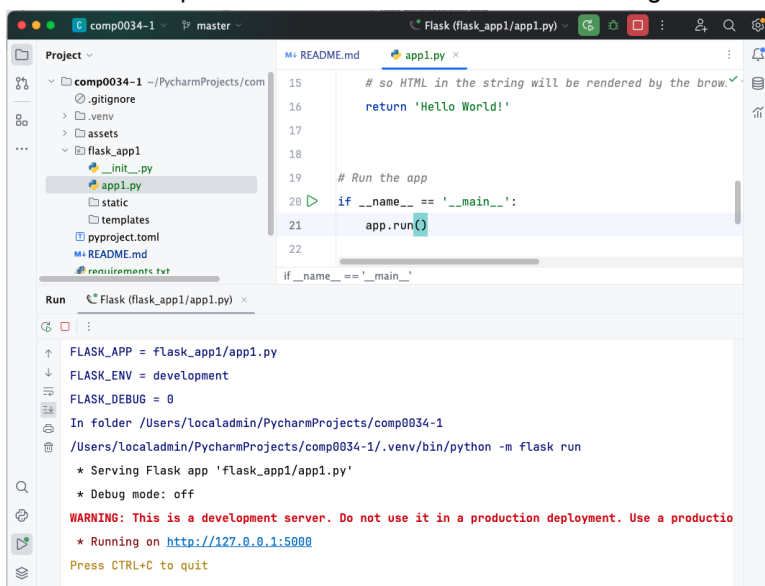 comp0034-1 master Flask (flask_app1/app1.py)
Project
README.md app1.py
comp0034-1 ~/PycharmProjects/com
.gitignore
.venv
assets
flask_app1
__init__.py
app1.py
static
templates
pyproject.toml
README.md
requirements.txt
15 # so HTML in the string will be rendered by the brow
16 return 'Hello World!'
17
18
19 # Run the app
20 if __name__ == '__main__':
21 app.run()
22
if __name__ == '__main__'
Run Flask (flask_app1/app1.py)
FLASK_APP = flask_app1/app1.py
FLASK_ENV = development
FLASK_DEBUG = 0
In folder /Users/localadmin/PycharmProjects/comp0034-1
/Users/localadmin/PycharmProjects/comp0034-1/.venv/bin/python -m flask run
* Serving Flask app 'flask_app1/app1.py'
* Debug mode: off
WARNING: This is a development server. Do not use it in a production deployment. Use a productio
* Running on http://127.0.0.1:5000
Press CTRL+C to quit